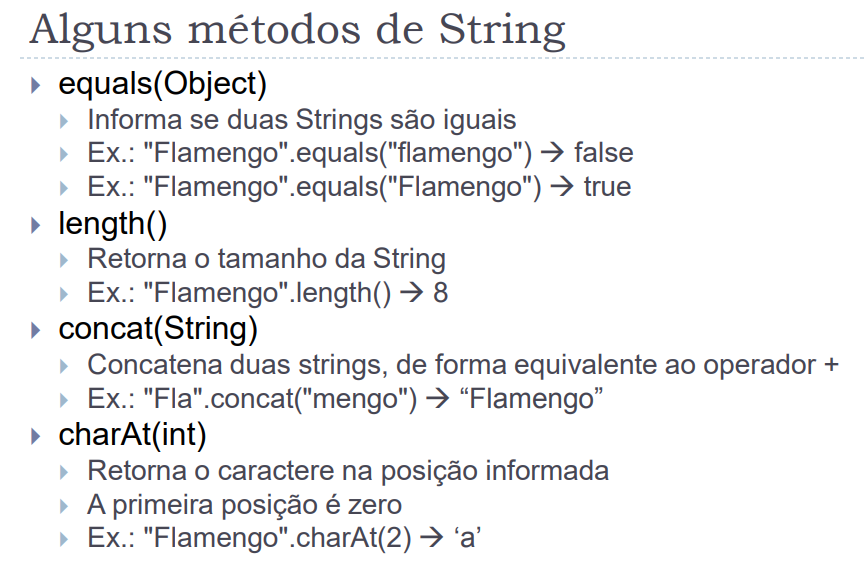 Alguns métodos de String
equals(Object)
Informa se duas Strings são iguais
Ex.: "Flamengo".equals("flamengo") → false
Ex.: "Flamengo".equals("Flamengo") → true
length()
Retorna o tamanho da String
Ex.: "Flamengo".length() → 8
concat(String)
Concatena duas strings, de forma equivalente ao operador +
Ex.: "Fla".concat("mengo") → “Flamengo”
charAt(int)
Retorna o caractere na posição informada
A primeira posição é zero
Ex.: "Flamengo".charAt(2) → ‘a’